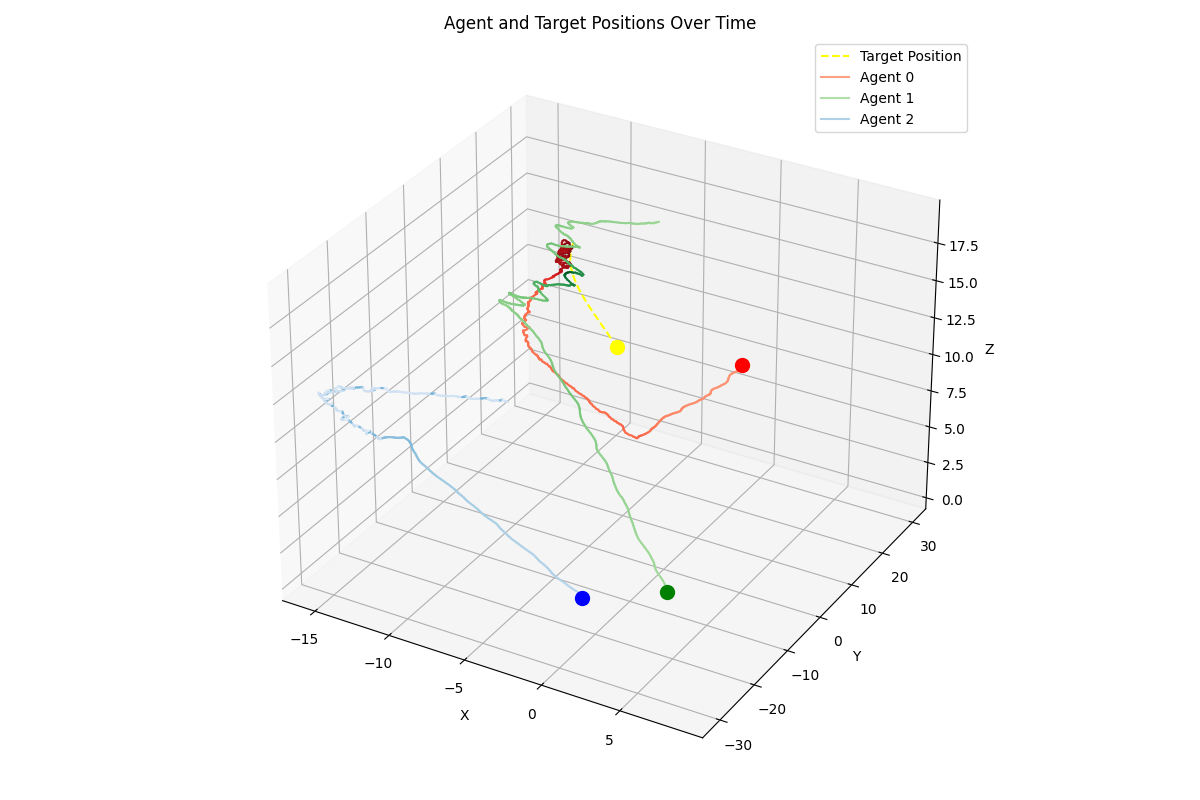 Agent and Target Positions Over Time
Target Position
Agent 0
Agent 1
Agent 2
17.5
15.0
12.5
10.0
7.5
5.0
2.5
0.0
Z
30
20
10
0
−10
−20
−30
Y
−15
−10
−5
0
5
X